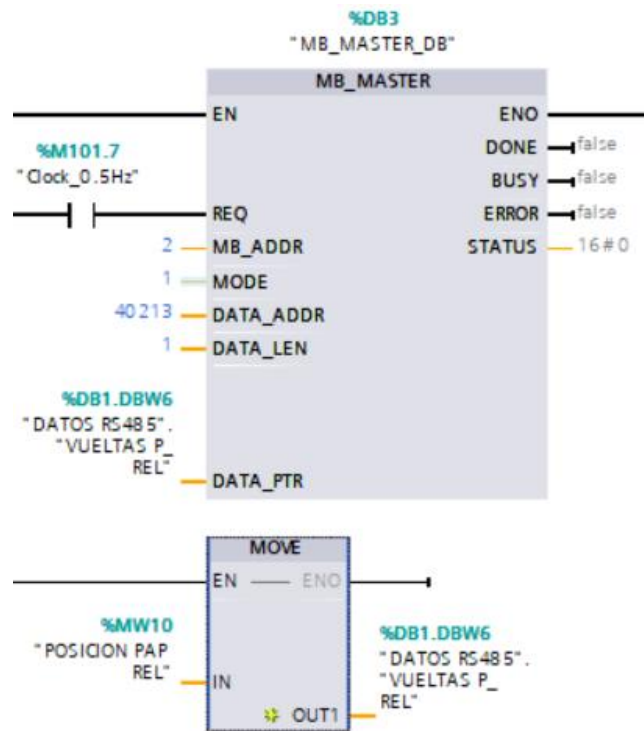 %DB3
"MB_MASTER_DB"
MB_MASTER
EN ENO
DONE false
%M101.7
BUSY false
"Clock_0.5Hz"
REQ ERROR false
2 MB_ADDR STATUS 16#0
1 MODE
40213 DATA_ADDR
1 DATA_LEN
%DB1.DBW6
"DATOS RS485".
"VUELTAS P_
REL"
DATA_PTR
MOVE
EN ENO
%MW10
"POSICION PAP
REL"
IN
%DB1.DBW6
"DATOS RS485".
"VUELTAS P_
REL"
OUT1